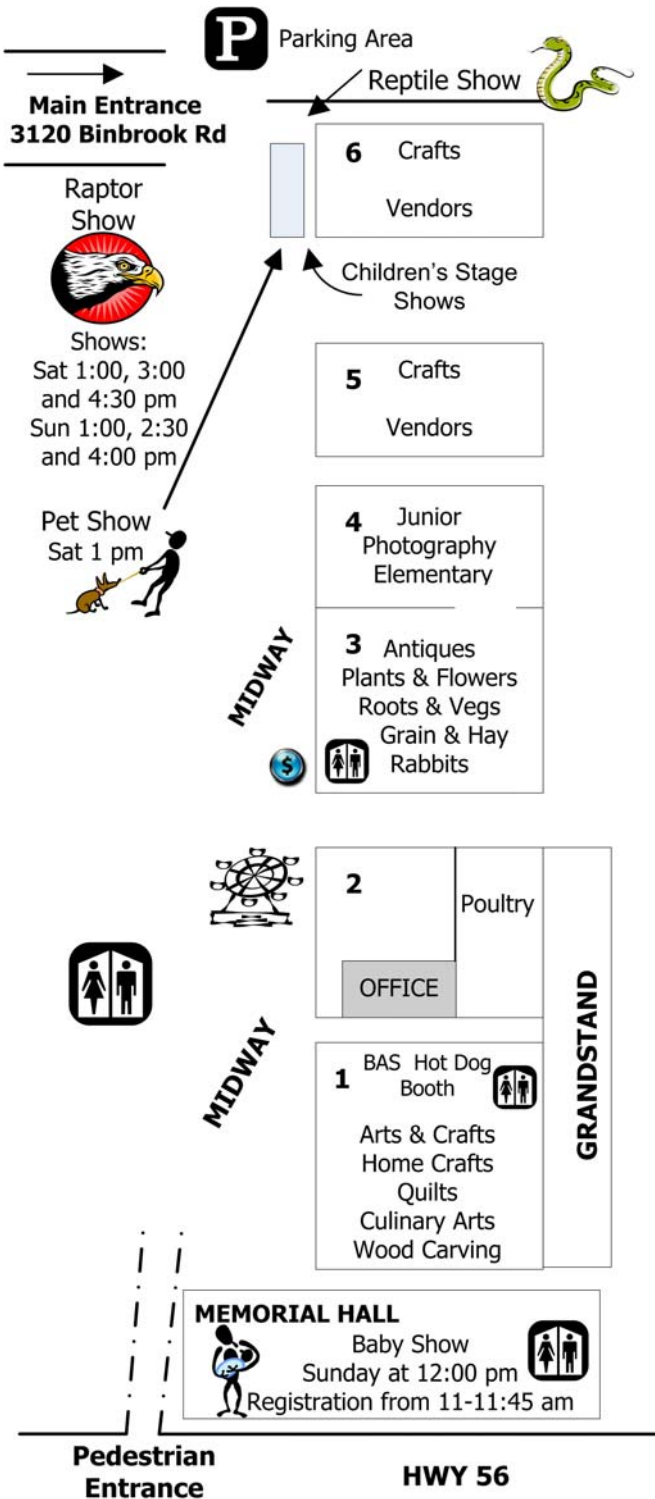 P Parking Area
Reptile Show
Main Entrance
3120 Binbrook Rd
6 Crafts
Vendors
Raptor
Show
Children's Stage
Shows
Shows:
Sat 1:00, 3:00
and 4:30 pm
Sun 1:00, 2:30
and 4:00 pm
5 Crafts
Vendors
Pet Show
Sat 1 pm
4 Junior
Photography
Elementary
MIDWAY
3 Antiques
Plants & Flowers
Roots & Vegs
Grain & Hay
Rabbits
$
2
Poultry
OFFICE
GRANDSTAND
MIDWAY
1 BAS Hot Dog
Booth
Arts & Crafts
Home Crafts
Quilts
Culinary Arts
Wood Carving
MEMORIAL HALL
Baby Show
Sunday at 12:00 pm
Registration from 11-11:45 am
Pedestrian
Entrance
HWY 56